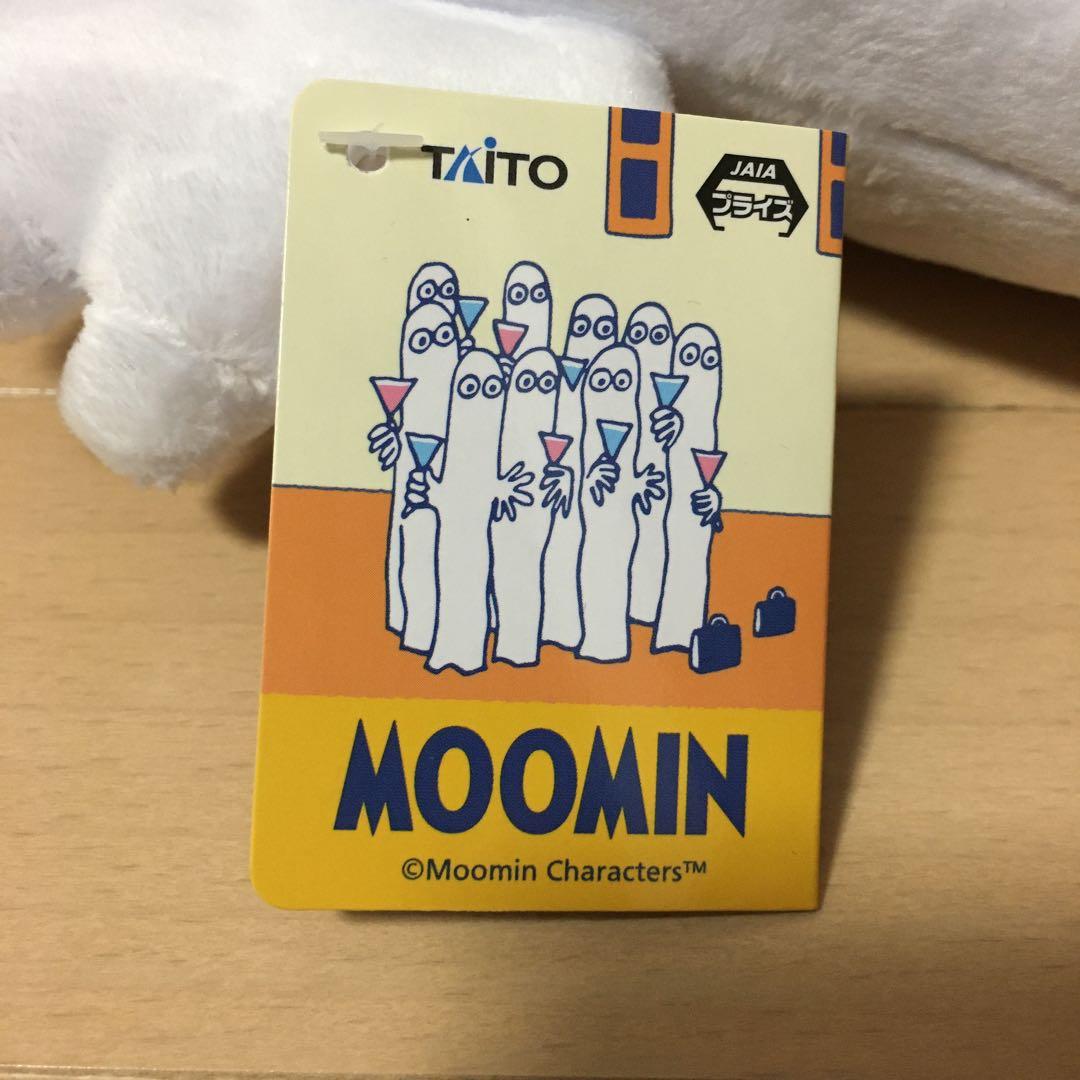 TAITO
JAIA
プライズ
MOOMIN
©Moomin Characters™